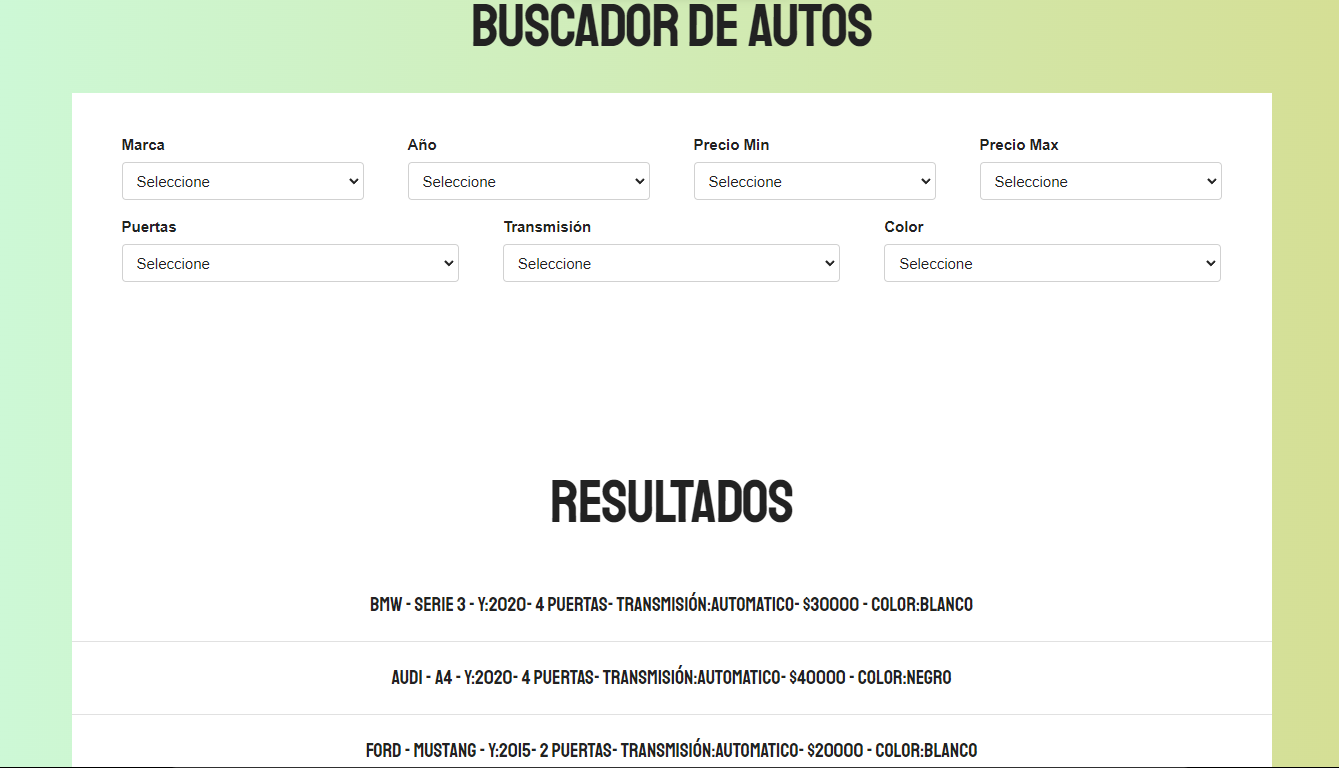 BUSCADOR DE AUTOS
Marca Año Precio Min Precio Max
Seleccione Seleccione Seleccione Seleccione
Puertas Transmisión Color
Seleccione Seleccione Seleccione
RESULTADOS
BMW - SERIE 3 - Y:2020- 4 PUERTAS- TRANSMISIÓN:AUTOMATICO- $30000 - COLOR:BLANCO
AUDI - A4 - Y:2020- 4 PUERTAS- TRANSMISIÓN:AUTOMATICO- $40000 - COLOR:NEGRO
FORD - MUSTANG - Y:2015- 2 PUERTAS- TRANSMISIÓN:AUTOMATICO- $20000 - COLOR:BLANCO